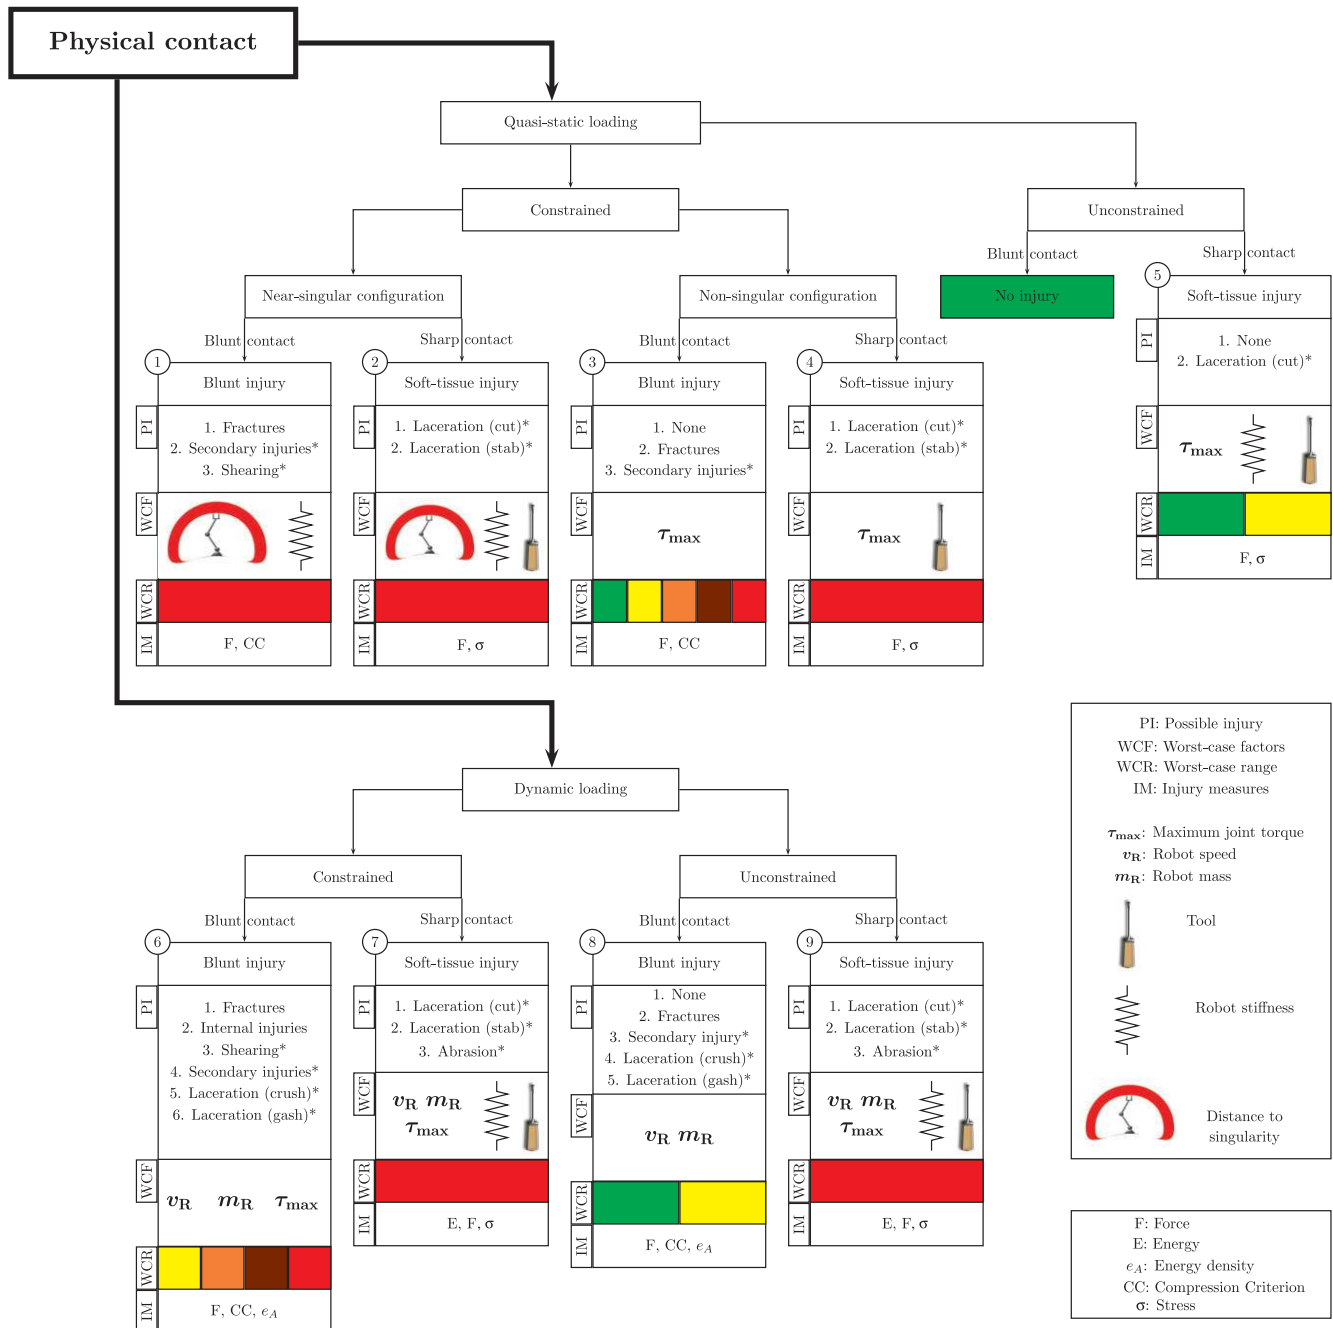 Physical contact
Quasi-static loading
Constrained
Unconstrained
Near-singular configuration
Non-singular configuration
Blunt contact
No injury
Sharp contact
5
Soft-tissue injury
PI
1. None
2. Laceration (cut)*
WCF
τmax
WCR
IM
F, σ
Blunt contact
1
Blunt injury
PI
1. Fractures
2. Secondary injuries*
3. Shearing*
WCF
WCR
IM
F, CC
Sharp contact
2
Soft-tissue injury
PI
1. Laceration (cut)*
2. Laceration (stab)*
WCF
WCR
IM
F, σ
Blunt contact
3
Blunt injury
PI
1. None
2. Fractures
3. Secondary injuries*
WCF
τmax
WCR
IM
F, CC
Sharp contact
4
Soft-tissue injury
PI
1. Laceration (cut)*
2. Laceration (stab)*
WCF
τmax
WCR
IM
F, σ
Dynamic loading
Constrained
Unconstrained
Blunt contact
6
Blunt injury
PI
1. Fractures
2. Internal injuries
3. Shearing*
4. Secondary injuries*
5. Laceration (crush)*
6. Laceration (gash)*
WCF
vR mR τmax
WCR
IM
F, CC, eA
Sharp contact
7
Soft-tissue injury
PI
1. Laceration (cut)*
2. Laceration (stab)*
3. Abrasion*
WCF
vR mR
τmax
WCR
IM
E, F, σ
Blunt contact
8
Blunt injury
PI
1. None
2. Fractures
3. Secondary injury*
4. Laceration (crush)*
5. Laceration (gash)*
WCF
vR mR
WCR
IM
F, CC, eA
Sharp contact
9
Soft-tissue injury
PI
1. Laceration (cut)*
2. Laceration (stab)*
3. Abrasion*
WCF
vR mR
τmax
WCR
IM
E, F, σ
PI: Possible injury
WCF: Worst-case factors
WCR: Worst-case range
IM: Injury measures
τmax: Maximum joint torque
vR: Robot speed
mR: Robot mass
Tool
Robot stiffness
Distance to
singularity
F: Force
E: Energy
eA: Energy density
CC: Compression Criterion
σ: Stress